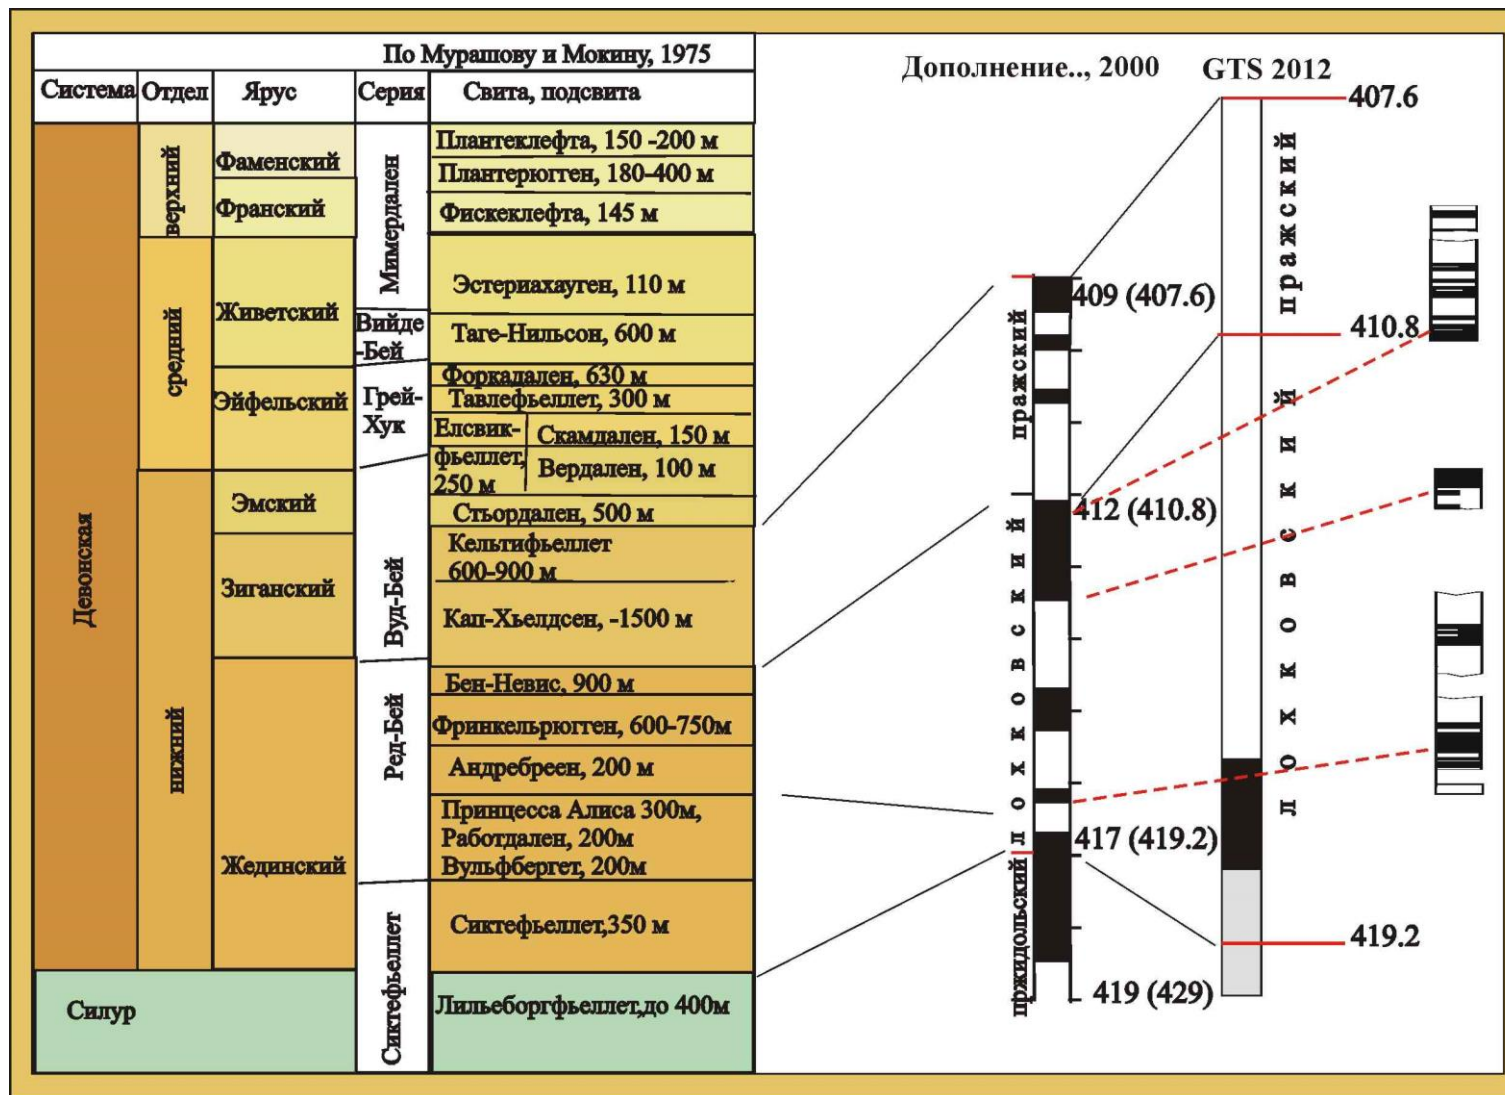 По Мурашову и Мокину, 1975
Система
Отдел
Ярус
Серия
Свита, подсвита
Девонская
верхний
Фаменский
Франский
средний
Живетский
Эйфельский
нижний
Эмский
Зиганский
Жединский
Силур
Мимердален
Вийде
-Бей
Грей-
Хук
Вуд-Бей
Ред-Бей
Сиктефьеллет
Плантеклефта, 150 -200 м
Плантерюгген, 180-400 м
Фискеклефта, 145 м
Эстериахауген, 110 м
Таге-Нильсон, 600 м
Форкадален, 630 м
Тавлефьеллет, 300 м
Елсвик-
фьеллет,
250 м
Скамдален, 150 м
Вердален, 100 м
Стьордален, 500 м
Кельтифьеллет
600-900 м
Кап-Хьелдсен, -1500 м
Бен-Невис, 900 м
Фринкельрюгген, 600-750м
Андребреен, 200 м
Принцесса Алиса 300м,
Работдален, 200м
Вульфбергет, 200м
Сиктефьеллет,350 м
Лильеборгфьеллет,до 400м
Дополнение.., 2000
GTS 2012
пражский
лохковский
пржидольский
409 (407.6)
412 (410.8)
417 (419.2)
419 (429)
407.6
410.8
419.2
пражский
лохковский